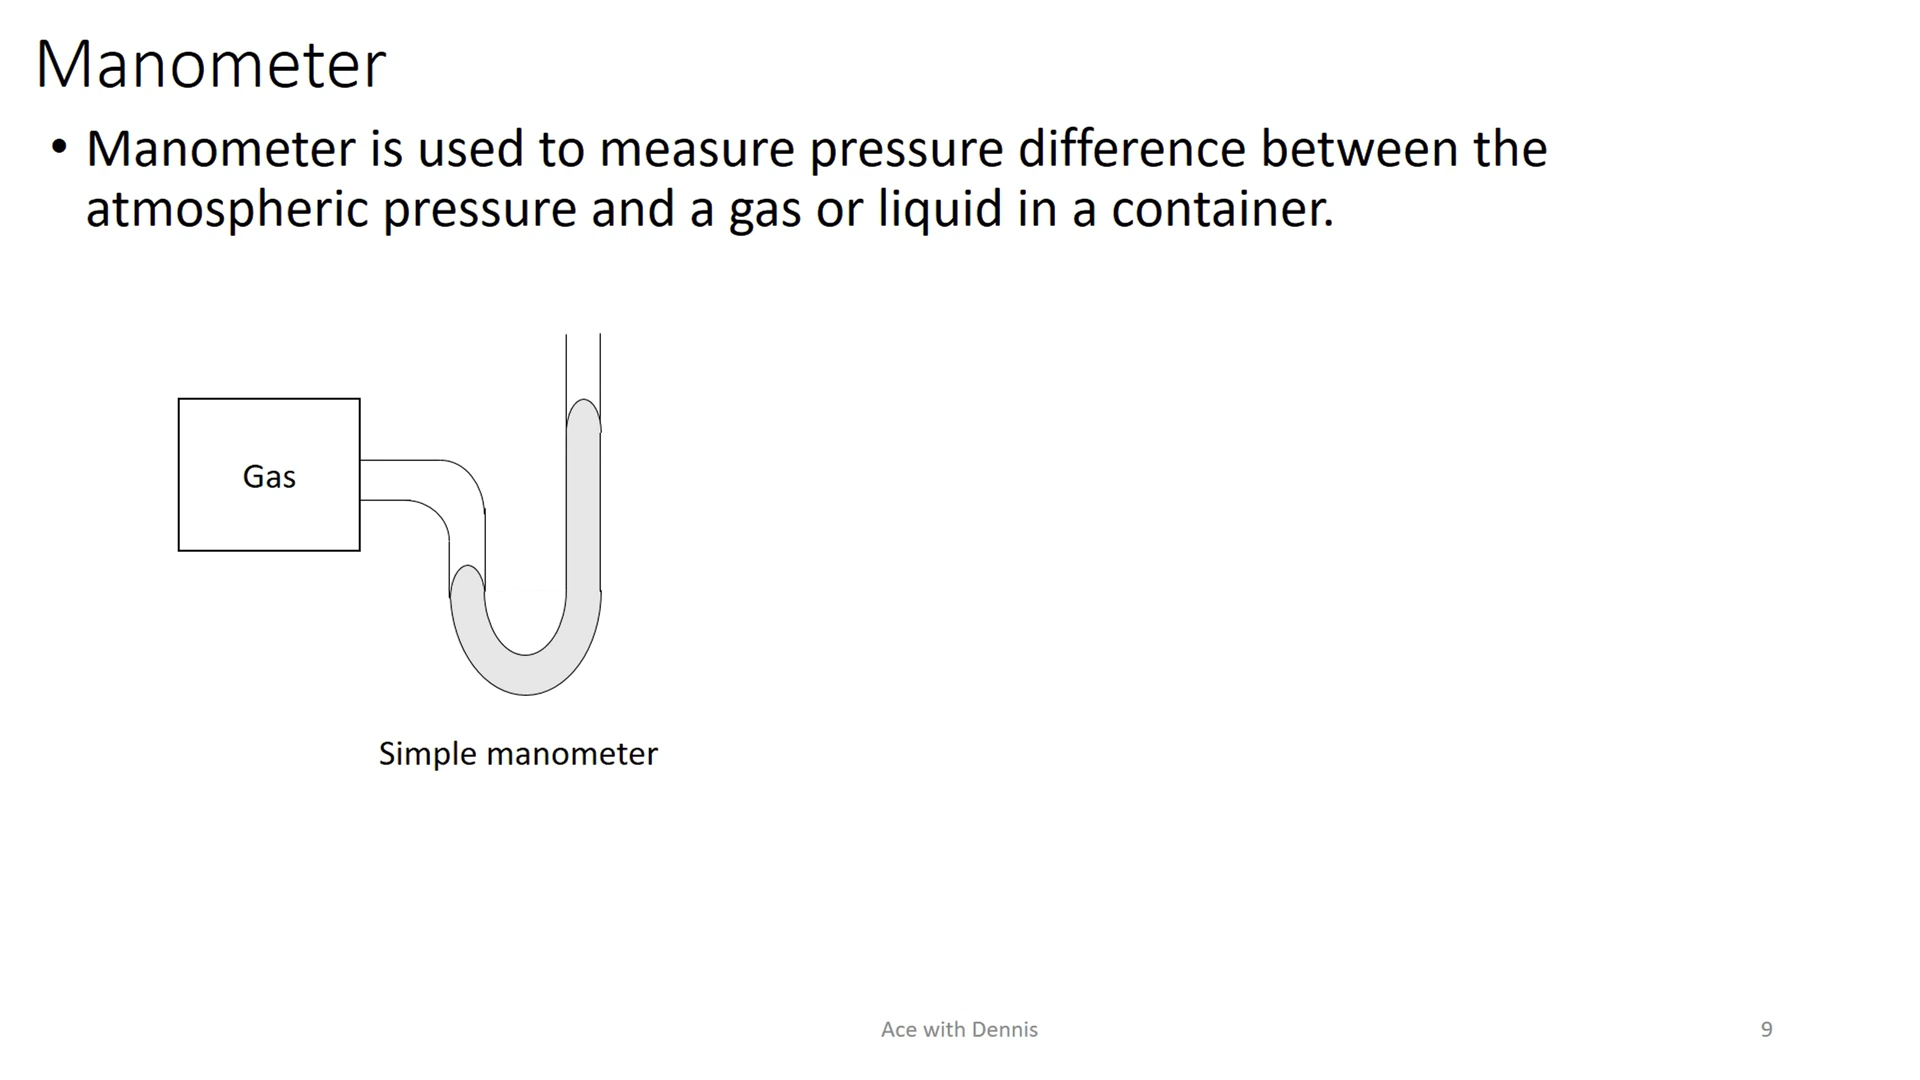 Manometer
• Manometer is used to measure pressure difference between the
atmospheric pressure and a gas or liquid in a container.
Gas
Simple manometer
Ace with Dennis
9